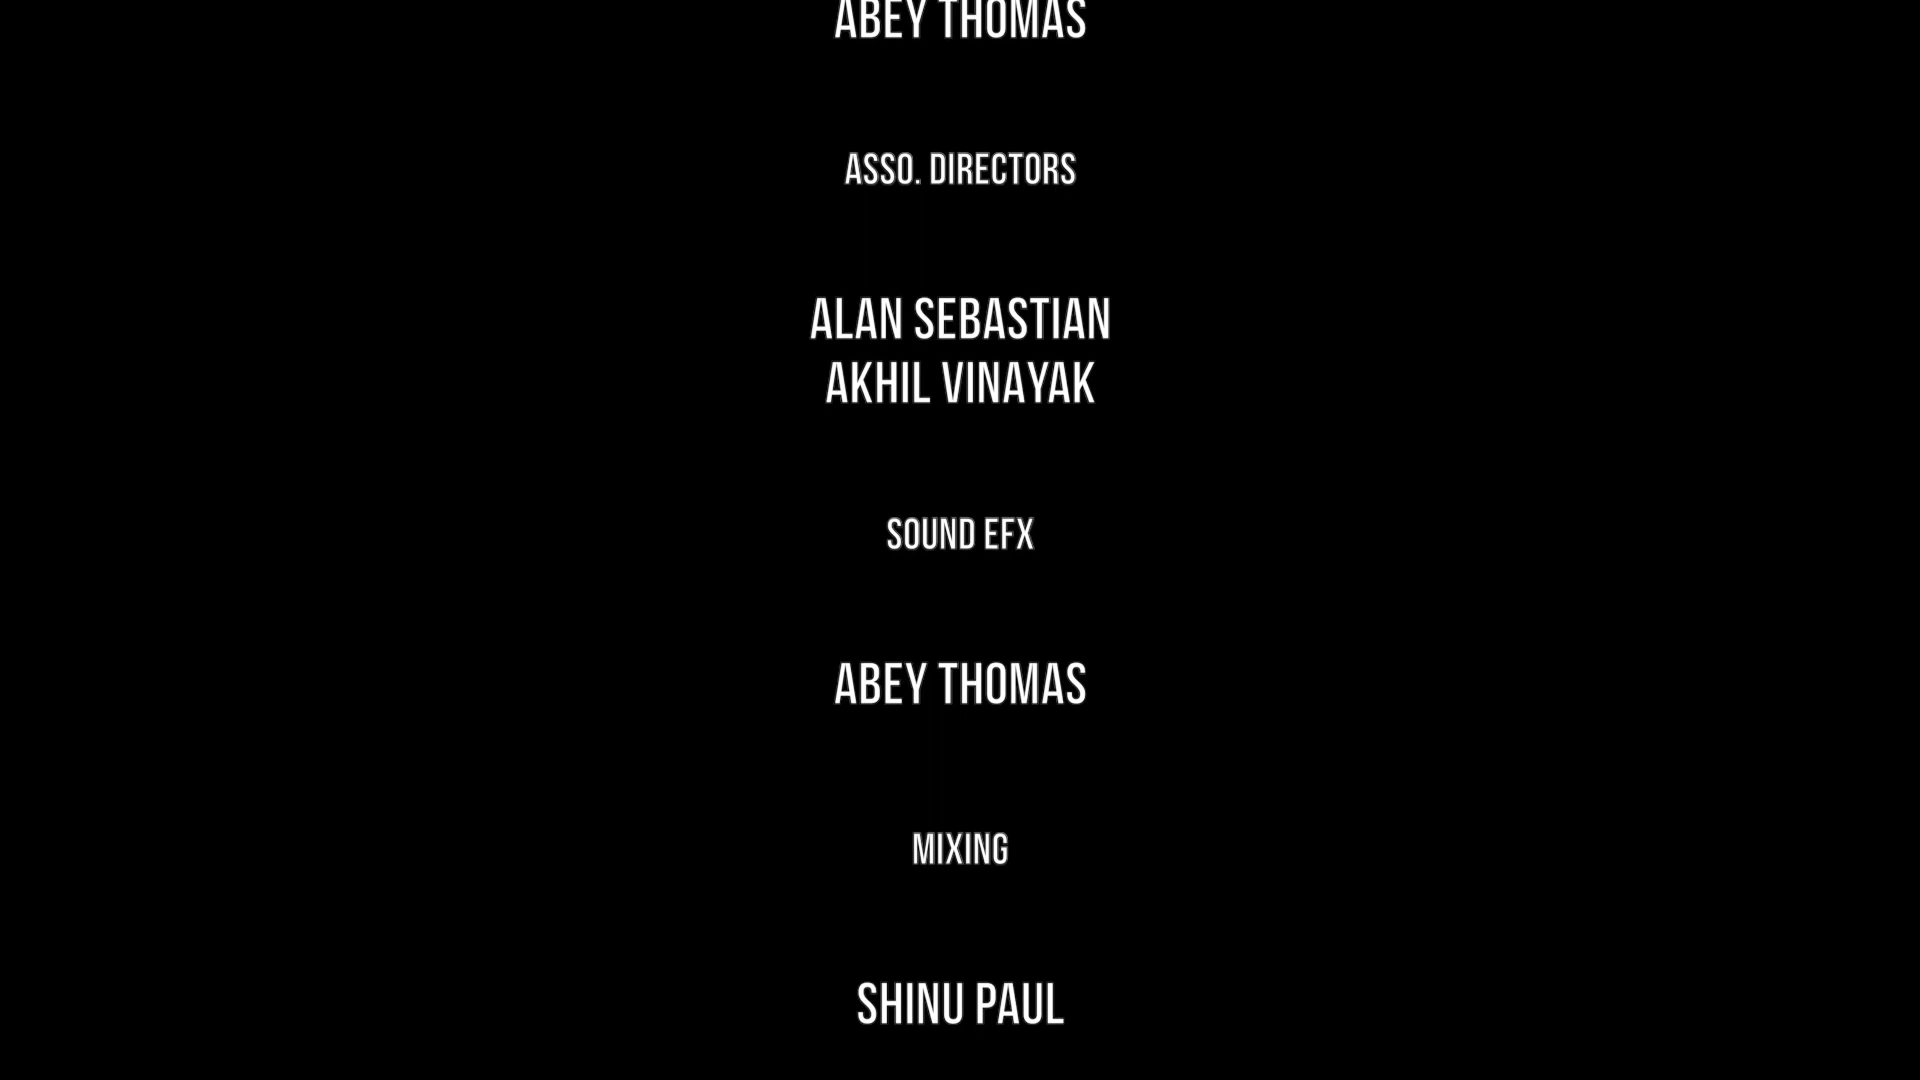 ABEY THOMAS
ASSO. DIRECTORS
ALAN SEBASTIAN
AKHIL VINAYAK
SOUND EFX
ABEY THOMAS
MIXING
SHINU PAUL